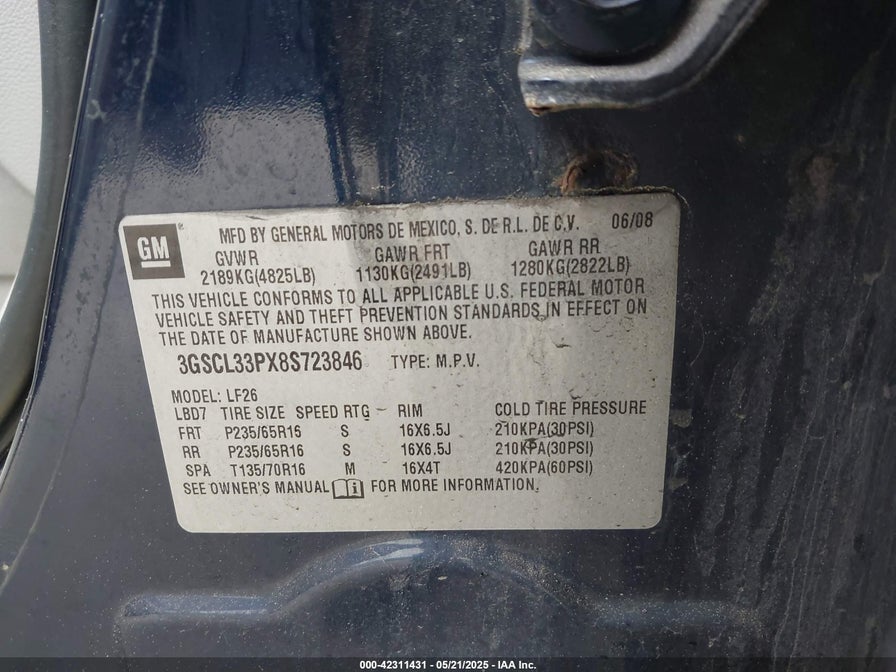 GM
MFD BY GENERAL MOTORS DE MEXICO, S. DE R.L. DE C.V. 06/08
GVWR GAWR FRT GAWR RR
2189KG(4825LB) 1130KG(2491LB) 1280KG(2822LB)
THIS VEHICLE CONFORMS TO ALL APPLICABLE U.S. FEDERAL MOTOR
VEHICLE SAFETY AND THEFT PREVENTION STANDARDS IN EFFECT ON
THE DATE OF MANUFACTURE SHOWN ABOVE.
3GSCL33PX8S723846 TYPE: M.P.V.
MODEL: LF26
LBD7 TIRE SIZE SPEED RTG RIM COLD TIRE PRESSURE
FRT P235/65R16 S 16X6.5J 210KPA(30PSI)
RR P235/65R16 S 16X6.5J 210KPA(30PSI)
SPA T135/70R16 M 16X4T 420KPA(60PSI)
SEE OWNER'S MANUAL FOR MORE INFORMATION.
000-42311431 - 05/21/2025 - IAA Inc.